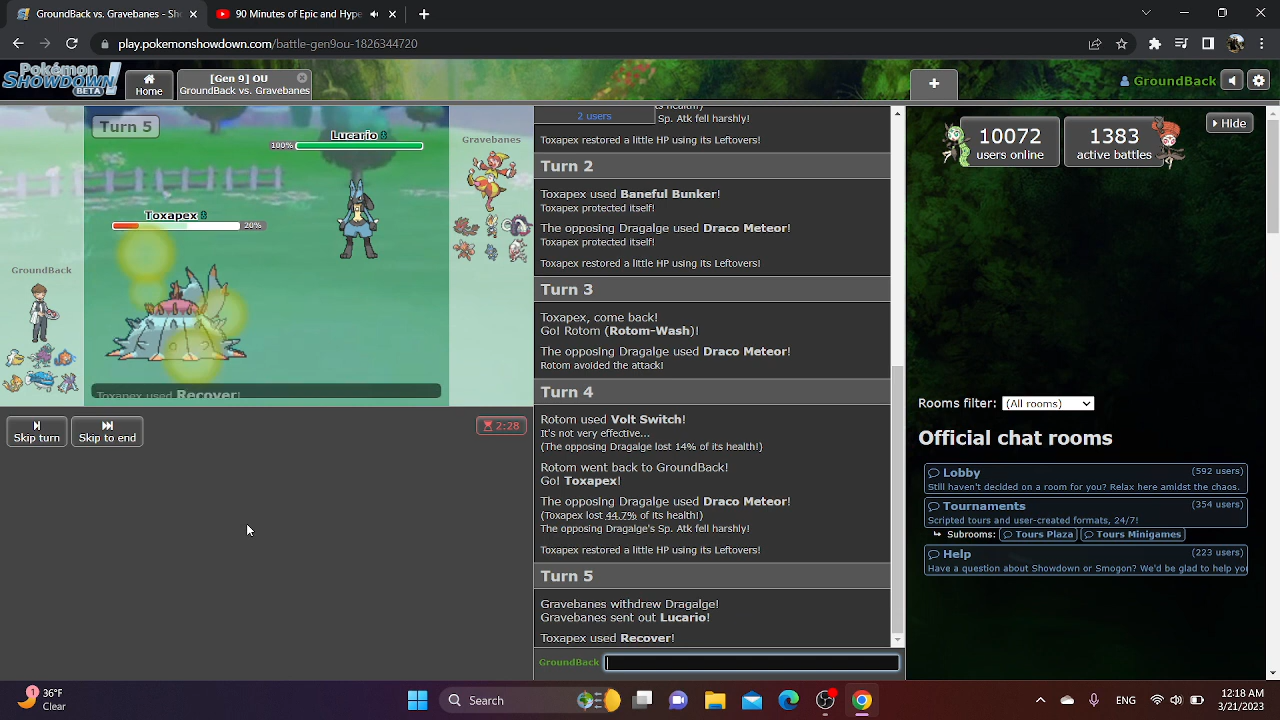 GroundBack vs. Gravebanes - Sho
90 Minutes of Epic and Hype
play.pokemonshowdown.com/battle-gen9ou-1826344720
Pokémon
SHOWDOWN!
BETA
Home
[Gen 9] OU
GroundBack vs. Gravebanes
GroundBack
Turn 5
Lucario
100%
Toxapex
20%
GroundBack
Gravebanes
Toxapex used Recover!
Skip turn
Skip to end
2:28
2 users
Sp. Atk fell harshly!
Toxapex restored a little HP using its Leftovers!
Turn 2
Toxapex used Baneful Bunker!
Toxapex protected itself!
The opposing Dragalge used Draco Meteor!
Toxapex protected itself!
Toxapex restored a little HP using its Leftovers!
Turn 3
Toxapex, come back!
Go! Rotom (Rotom-Wash)!
The opposing Dragalge used Draco Meteor!
Rotom avoided the attack!
Turn 4
Rotom used Volt Switch!
It's not very effective...
(The opposing Dragalge lost 14% of its health!)
Rotom went back to GroundBack!
Go! Toxapex!
The opposing Dragalge used Draco Meteor!
(Toxapex lost 44.7% of its health!)
The opposing Dragalge's Sp. Atk fell harshly!
Toxapex restored a little HP using its Leftovers!
Turn 5
Gravebanes withdrew Dragalge!
Gravebanes sent out Lucario!
Toxapex used Recover!
GroundBack
10072
users online
1383
active battles
Hide
Rooms filter: (All rooms)
Official chat rooms
Lobby (592 users)
Still haven't decided on a room for you? Relax here amidst the chaos.
Tournaments (354 users)
Scripted tours and user-created formats, 24/7!
Subrooms: Tours Plaza Tours Minigames
Help (223 users)
Have a question about Showdown or Smogon? We'd be glad to help you
1
36°F
Clear
Search
ENG
12:18 AM
3/21/2023